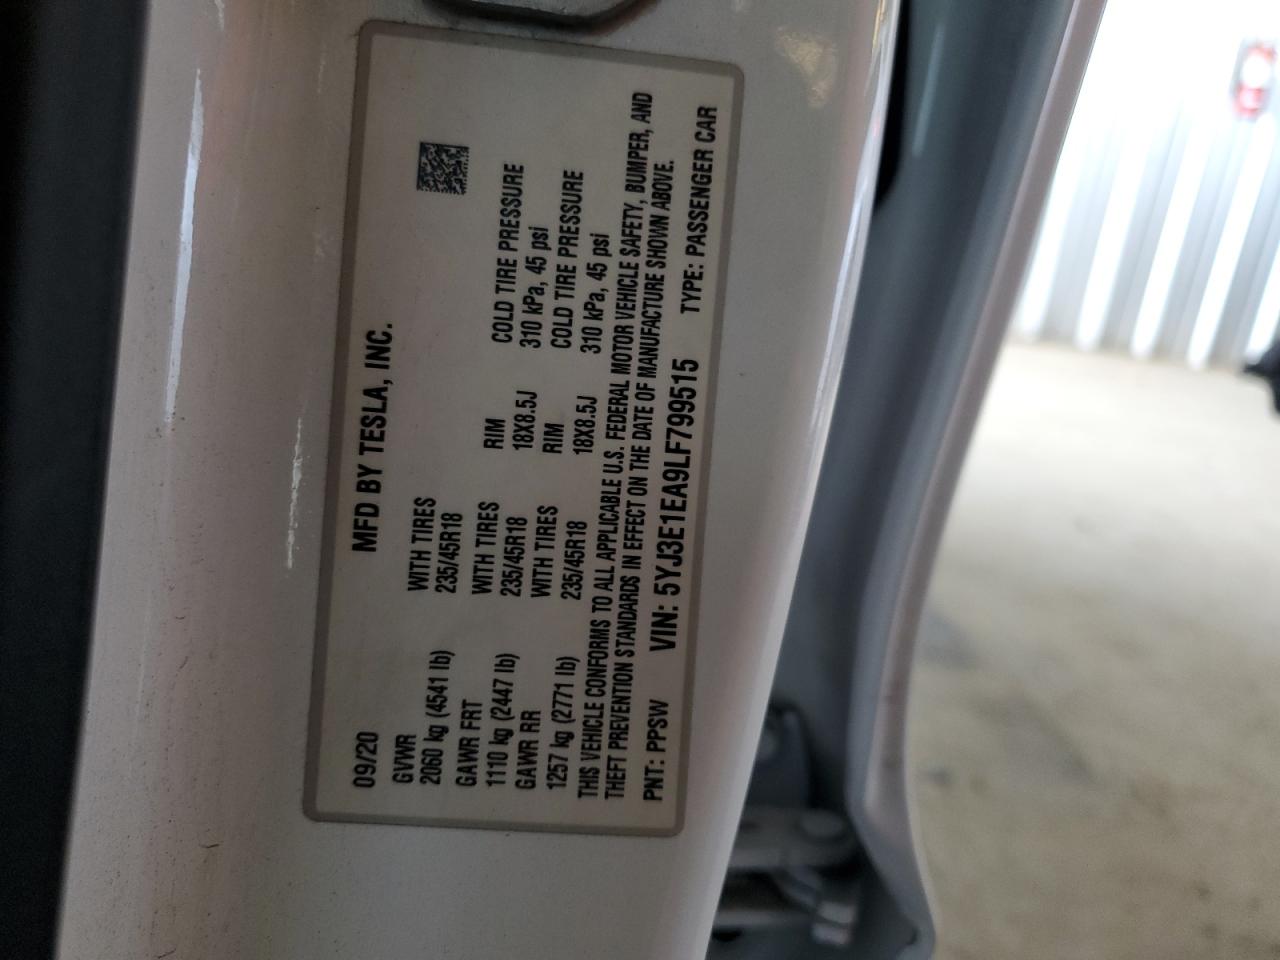 09/20 MFD BY TESLA, INC.
GVWR WITH TIRES
2060 kg (4541 lb) 235/45R18
GAWR FRT WITH TIRES RIM COLD TIRE PRESSURE
1110 kg (2447 lb) 235/45R18 18X8.5J 310 kPa, 45 psi
GAWR RR WITH TIRES RIM COLD TIRE PRESSURE
1257 kg (2771 lb) 235/45R18 18X8.5J 310 kPa, 45 psi
THIS VEHICLE CONFORMS TO ALL APPLICABLE U.S. FEDERAL MOTOR VEHICLE SAFETY, BUMPER, AND
THEFT PREVENTION STANDARDS IN EFFECT ON THE DATE OF MANUFACTURE SHOWN ABOVE.
PNT: PPSW VIN: 5YJ3E1EA9LF799515 TYPE: PASSENGER CAR